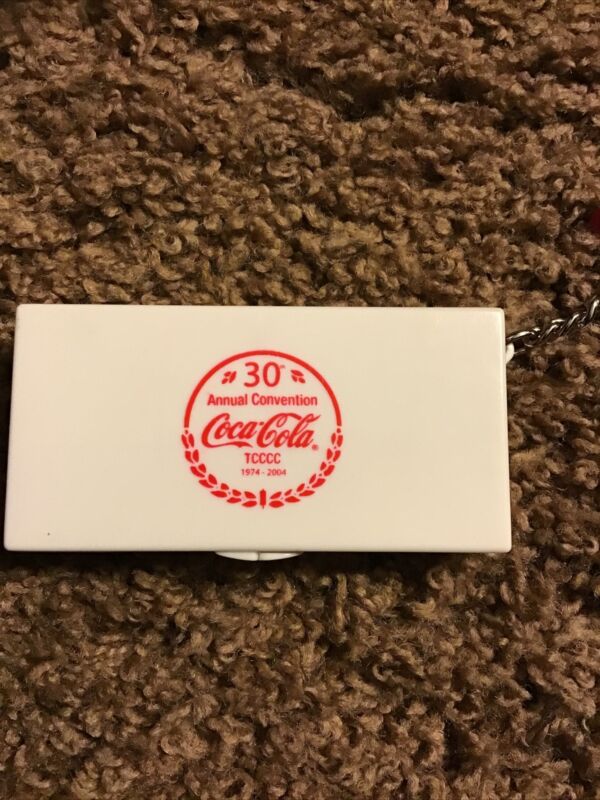 30th
Annual Convention
Coca-Cola®
TCCCC
1974 - 2004